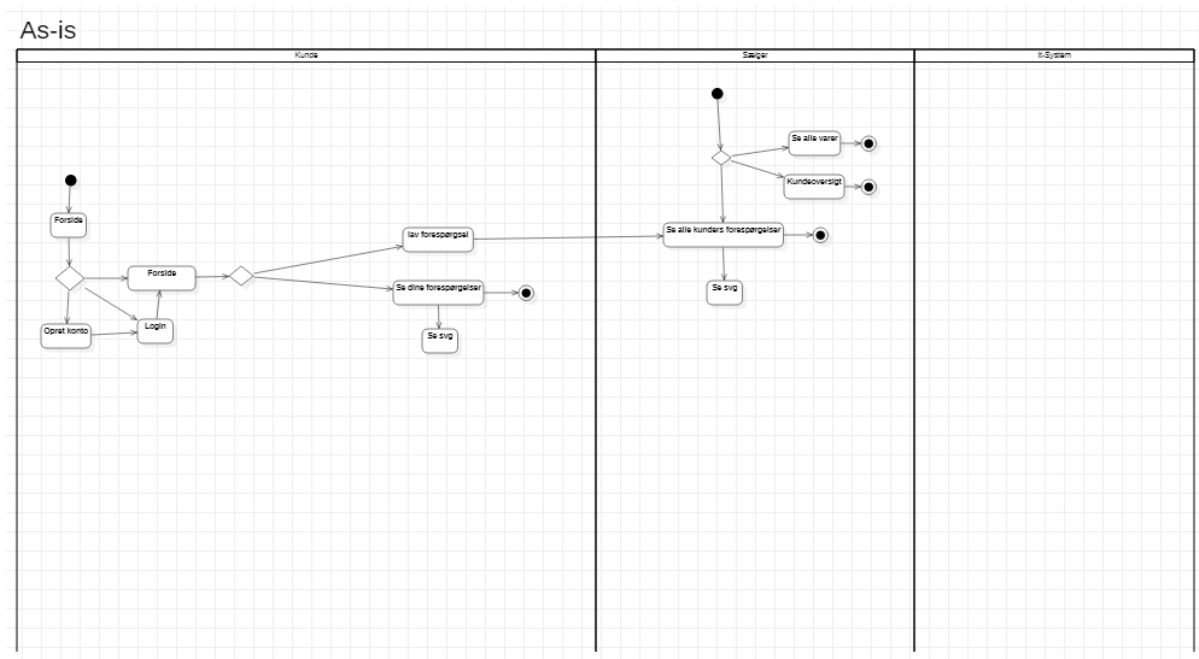 As-is
Kunde
Sælger
It-System
Se alle varer
Kundeoversigt
Forside
lav forespørgsel
Se alle kunders forespørgelser
Forside
Se dine forespørgelser
Se svg
Opret konto
Login
Se svg